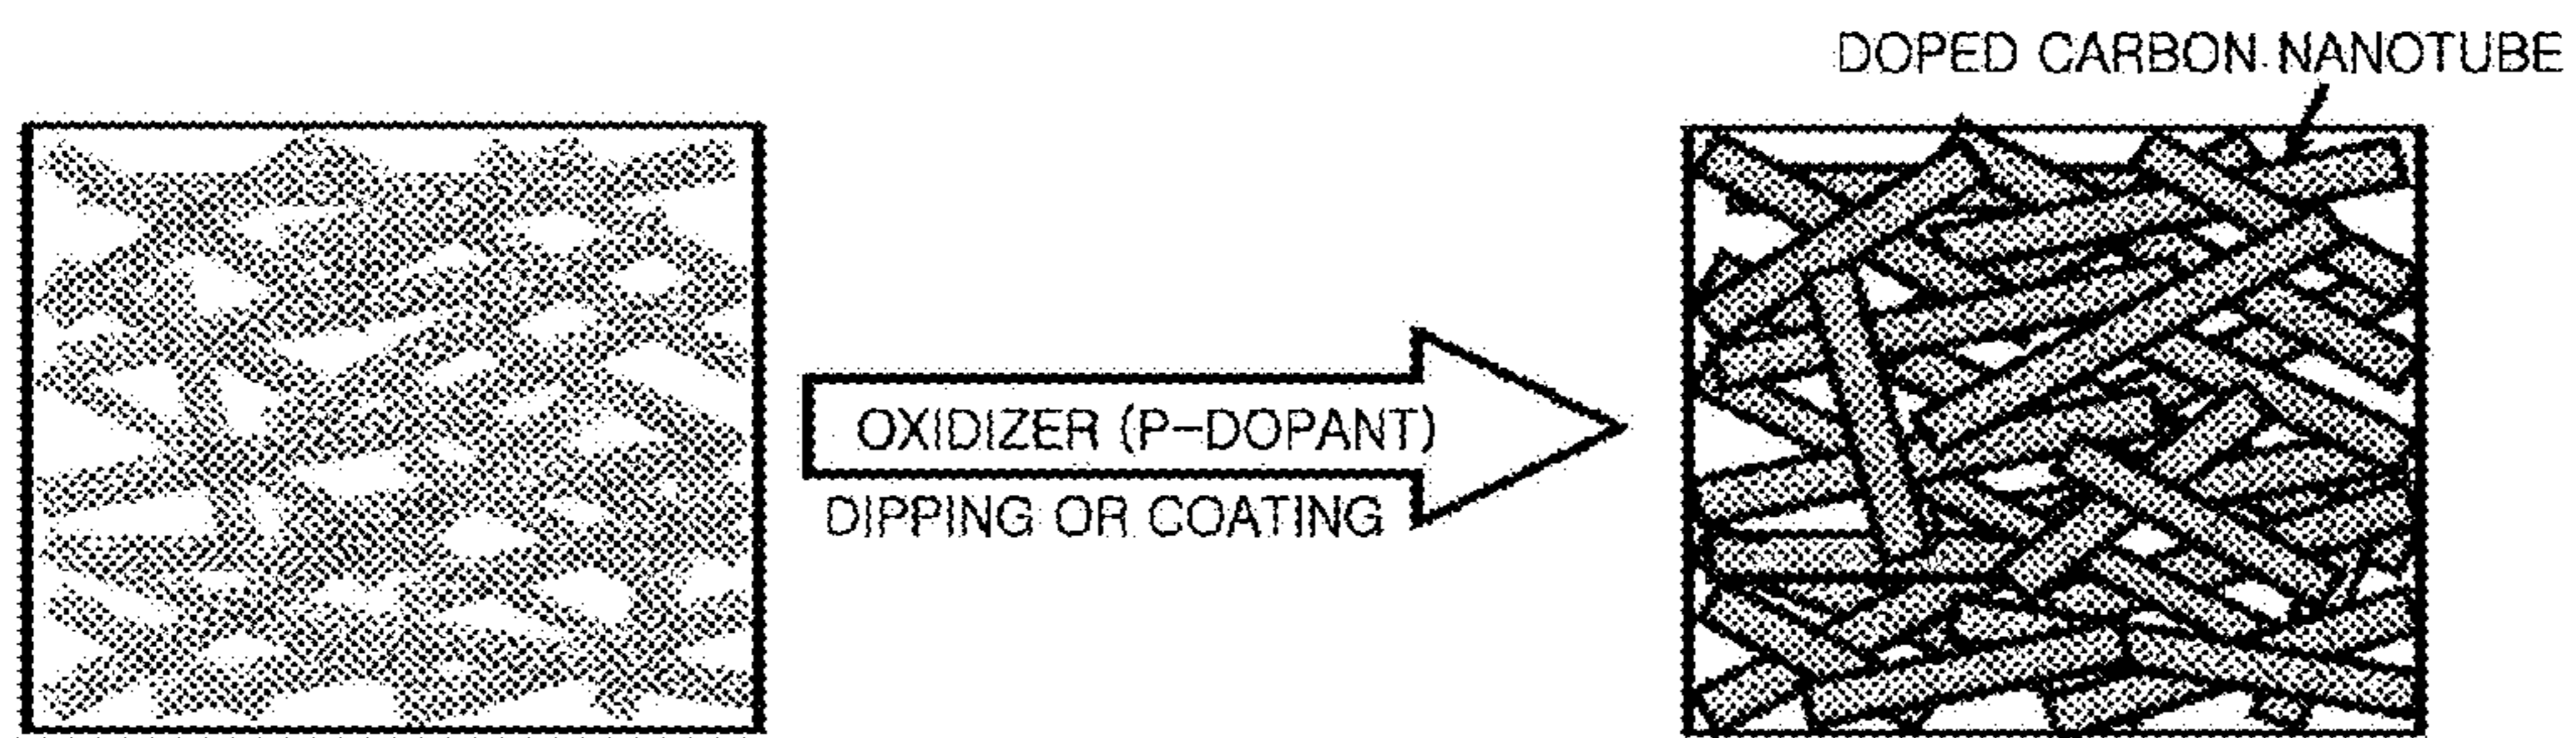 DOPED CARBON NANOTUBE
OXIDIZER (P-DOPANT)
DIPPING OR COATING